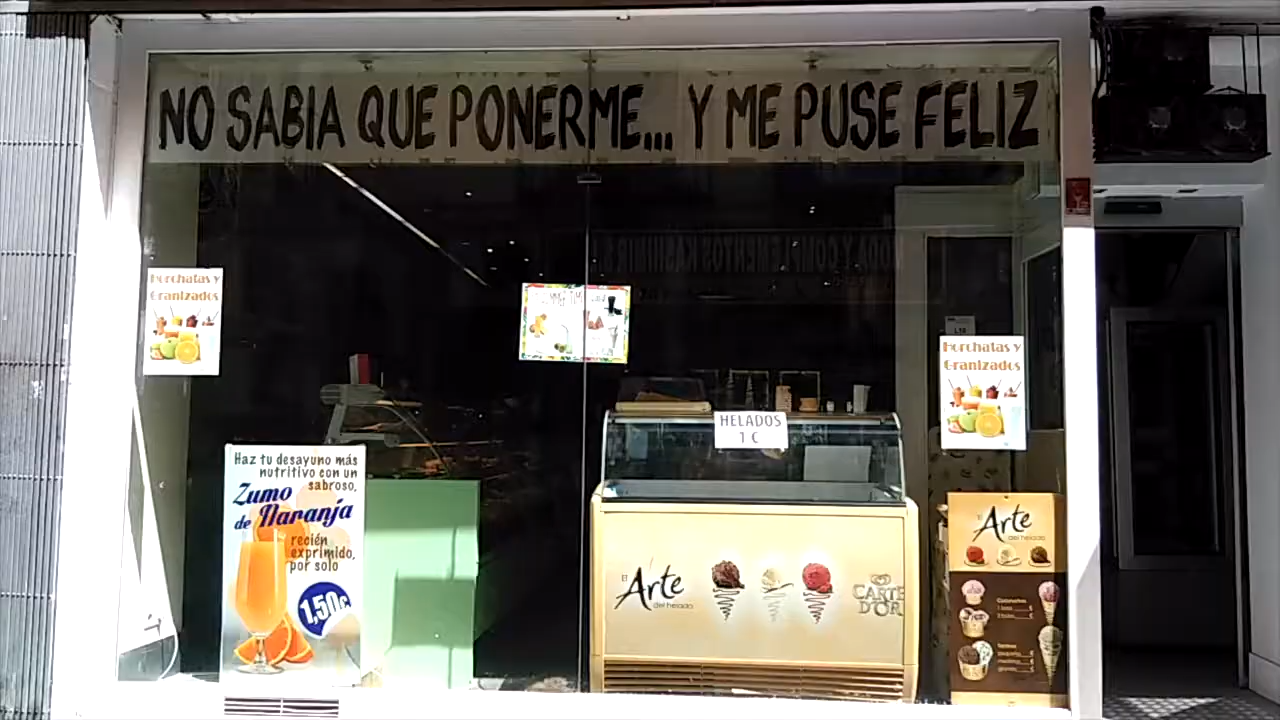 NO SABIA QUE PONERME... Y ME PUSE FELIZ
Horchatas y
Granizados
HELADOS
1 €
Horchatas y
Granizados
Haz tu desayuno más
nutritivo con un
sabroso,
Zumo
de Naranja
recién
exprimido,
por solo
1,50€
El Arte
del helado
CARTE
D'OR
Arte
del helado